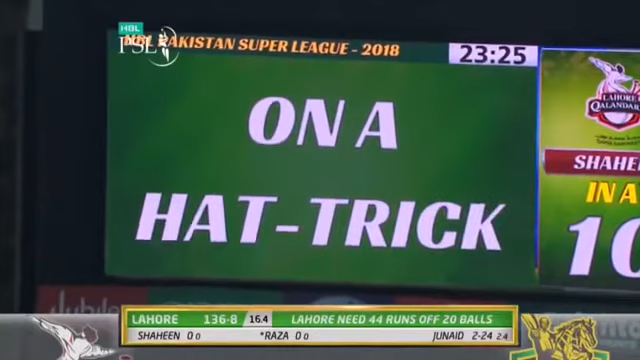 HBL
PSL
HBL PAKISTAN SUPER LEAGUE - 2018
23:25
ON A
HAT-TRICK
LAHORE
QALANDARS
SHAHE
IN A
10
Jubile
LAHORE 136-8 16.4 LAHORE NEED 44 RUNS OFF 20 BALLS
SHAHEEN 0 0 *RAZA 0 0 JUNAID 2-24 2.4